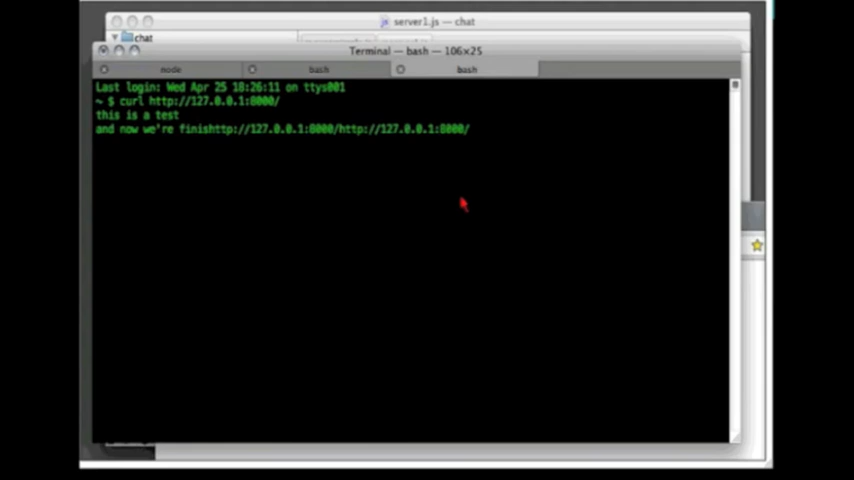 server1.js — chat
chat
Terminal — bash — 106×25
node
bash
bash
Last login: Wed Apr 25 18:26:11 on ttys001
~ $ curl http://127.0.0.1:8000/
this is a test
and now we're finishttp://127.0.0.1:8000/http://127.0.0.1:8000/